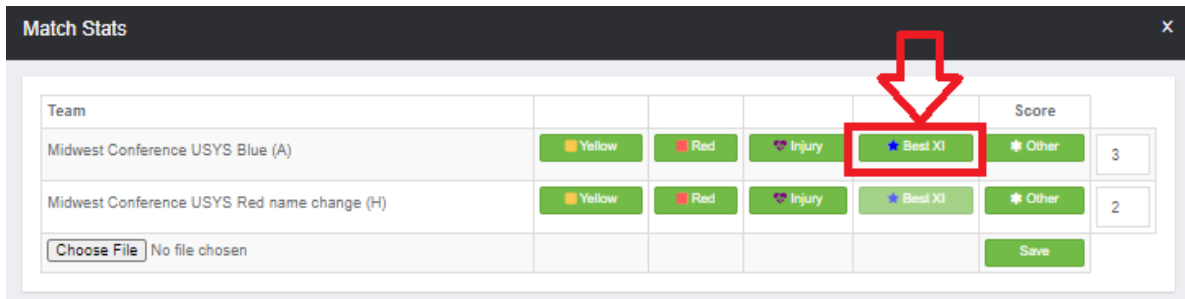 Match Stats x
Team Score
Midwest Conference USYS Blue (A) Yellow Red Injury Best XI Other 3
Midwest Conference USYS Red name change (H) Yellow Red Injury Best XI Other 2
Choose File No file chosen Save